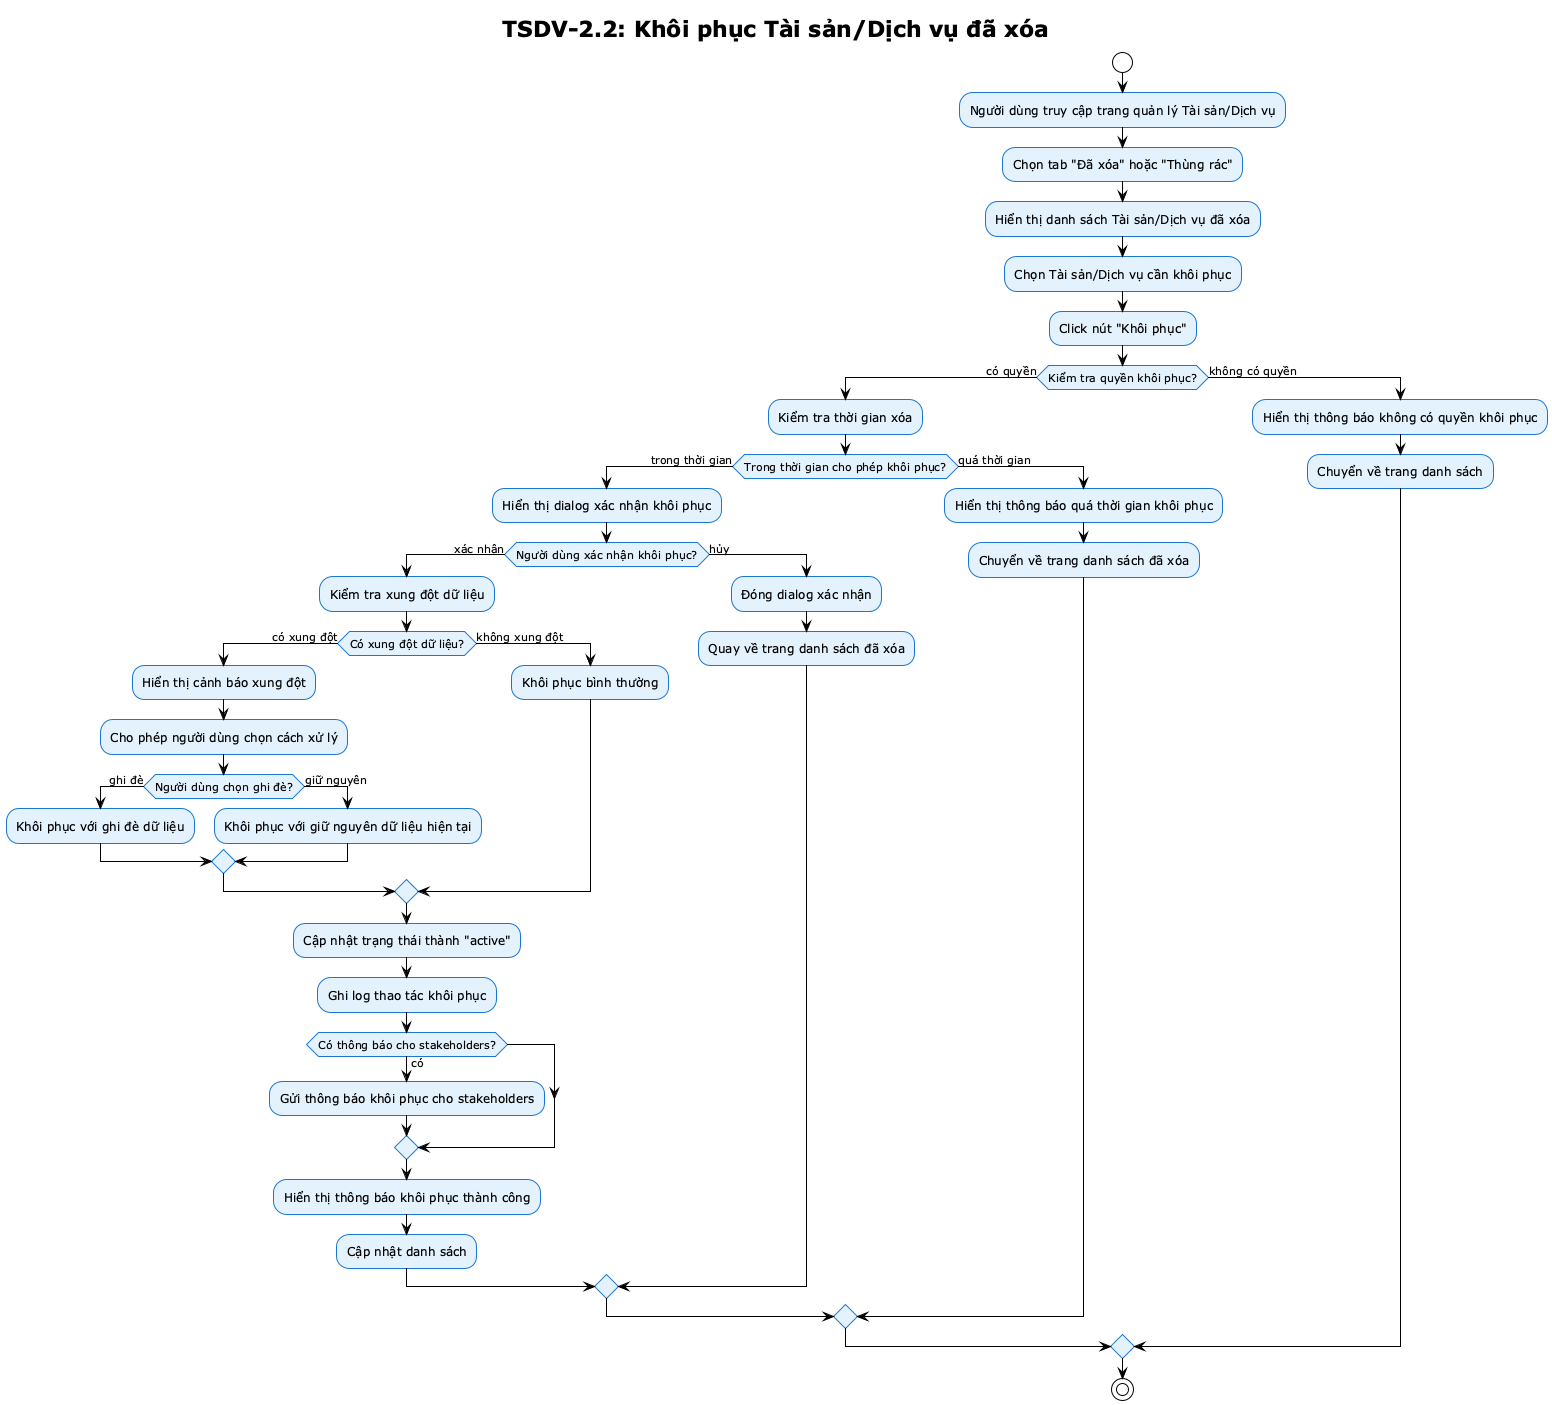 TSDV-2.2: Khôi phục Tài sản/Dịch vụ đã xóa
Người dùng truy cập trang quản lý Tài sản/Dịch vụ
Chọn tab "Đã xóa" hoặc "Thùng rác"
Hiển thị danh sách Tài sản/Dịch vụ đã xóa
Chọn Tài sản/Dịch vụ cần khôi phục
Click nút "Khôi phục"
có quyền
Kiểm tra quyền khôi phục?
không có quyền
Kiểm tra thời gian xóa
Hiển thị thông báo không có quyền khôi phục
trong thời gian
Trong thời gian cho phép khôi phục?
quá thời gian
Chuyển về trang danh sách
Hiển thị dialog xác nhận khôi phục
Hiển thị thông báo quá thời gian khôi phục
xác nhân
Người dùng xác nhận khôi phục?
hủy
Chuyển về trang danh sách đã xóa
Kiểm tra xung đột dữ liệu
Đóng dialog xác nhận
có xung đột
Có xung đột dữ liệu?
không xung đột
Quay về trang danh sách đã xóa
Hiển thị cảnh báo xung đột
Khôi phục bình thường
Cho phép người dùng chọn cách xử lý
ghi đè
Người dùng chọn ghi đè?
giữ nguyên
Khôi phục với ghi đè dữ liệu
Khôi phục với giữ nguyên dữ liệu hiện tại
Cập nhật trạng thái thành "active"
Ghi log thao tác khôi phục
Có thông báo cho stakeholders?
có
Gửi thông báo khôi phục cho stakeholders
Hiển thị thông báo khôi phục thành công
Cập nhật danh sách